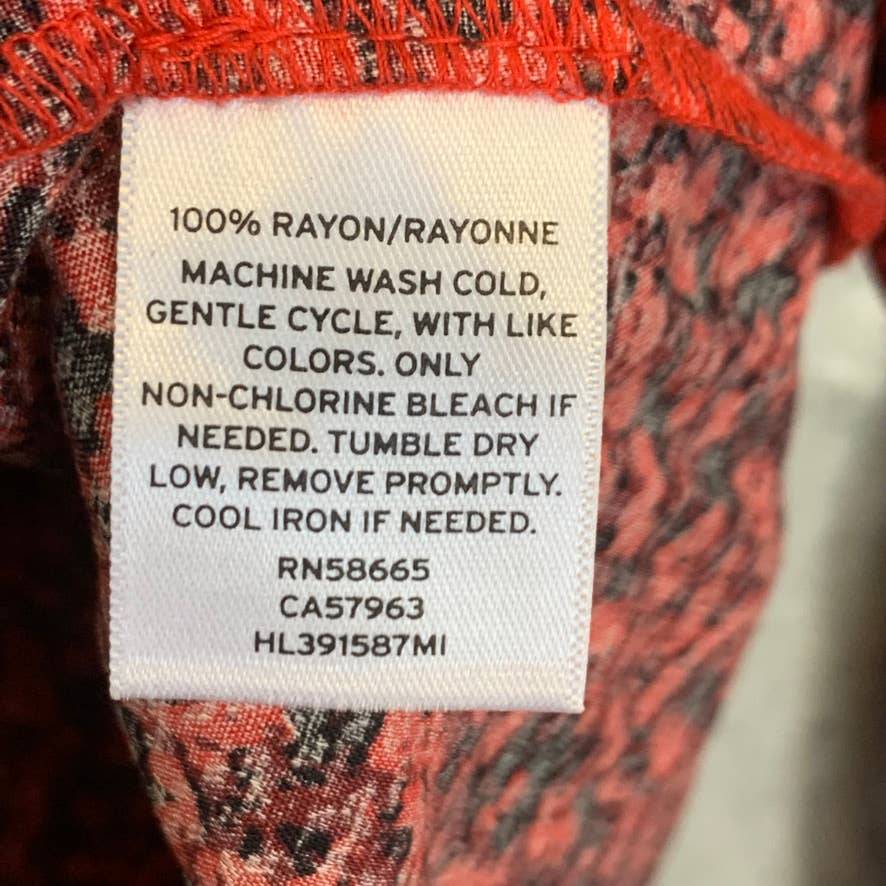 100% RAYON/RAYONNE
MACHINE WASH COLD,
GENTLE CYCLE, WITH LIKE
COLORS. ONLY
NON-CHLORINE BLEACH IF
NEEDED. TUMBLE DRY
LOW, REMOVE PROMPTLY.
COOL IRON IF NEEDED.
RN58665
CA57963
HL391587MI